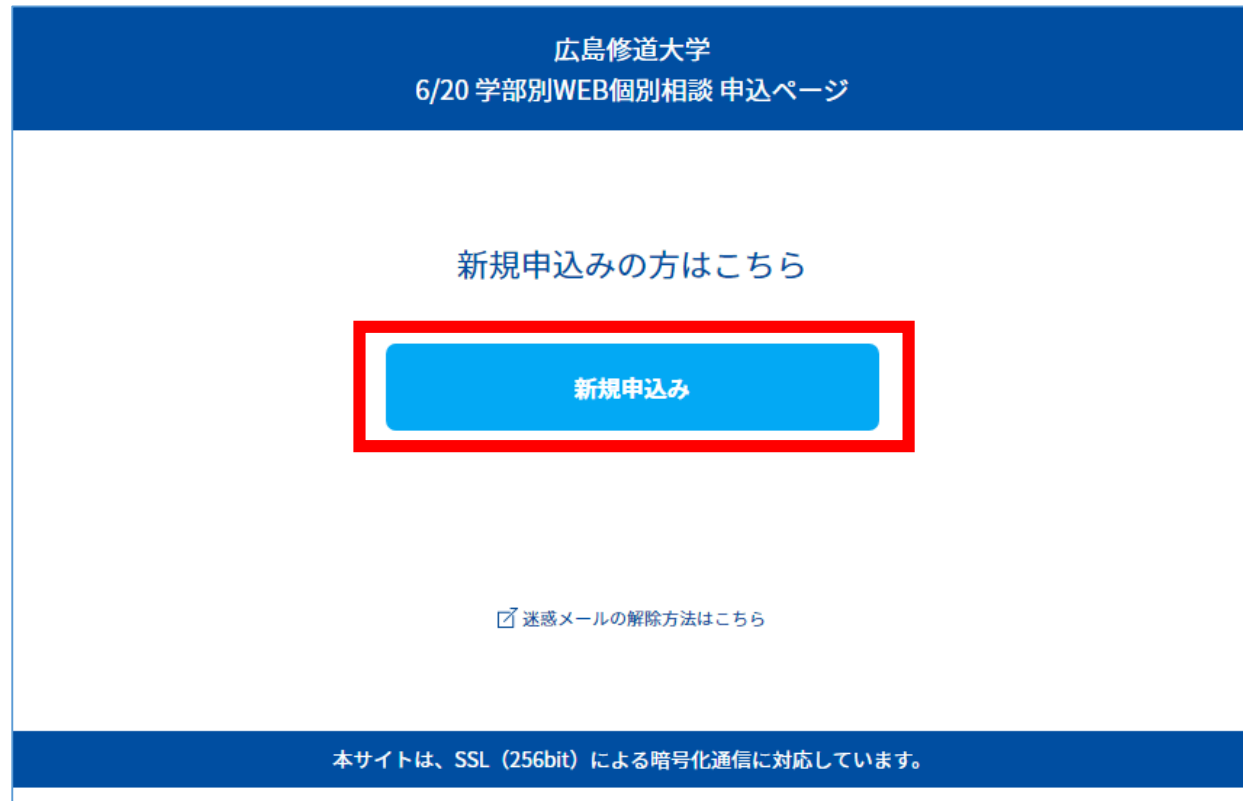 広島修道大学
6/20 学部別WEB個別相談 申込ページ
新規申込みの方はこちら
新規申込み
迷惑メールの解除方法はこちら
本サイトは、SSL（256bit）による暗号化通信に対応しています。